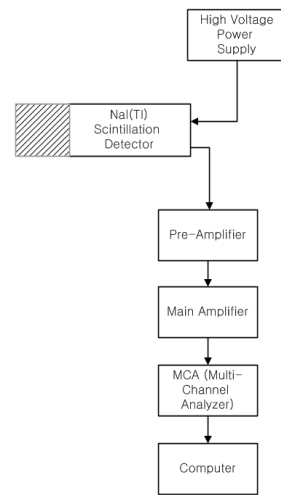 High Voltage
Power
Supply
NaI(Tl)
Scintillation
Detector
Pre-Amplifier
Main Amplifier
MCA (Multi-
Channel
Analyzer)
Computer